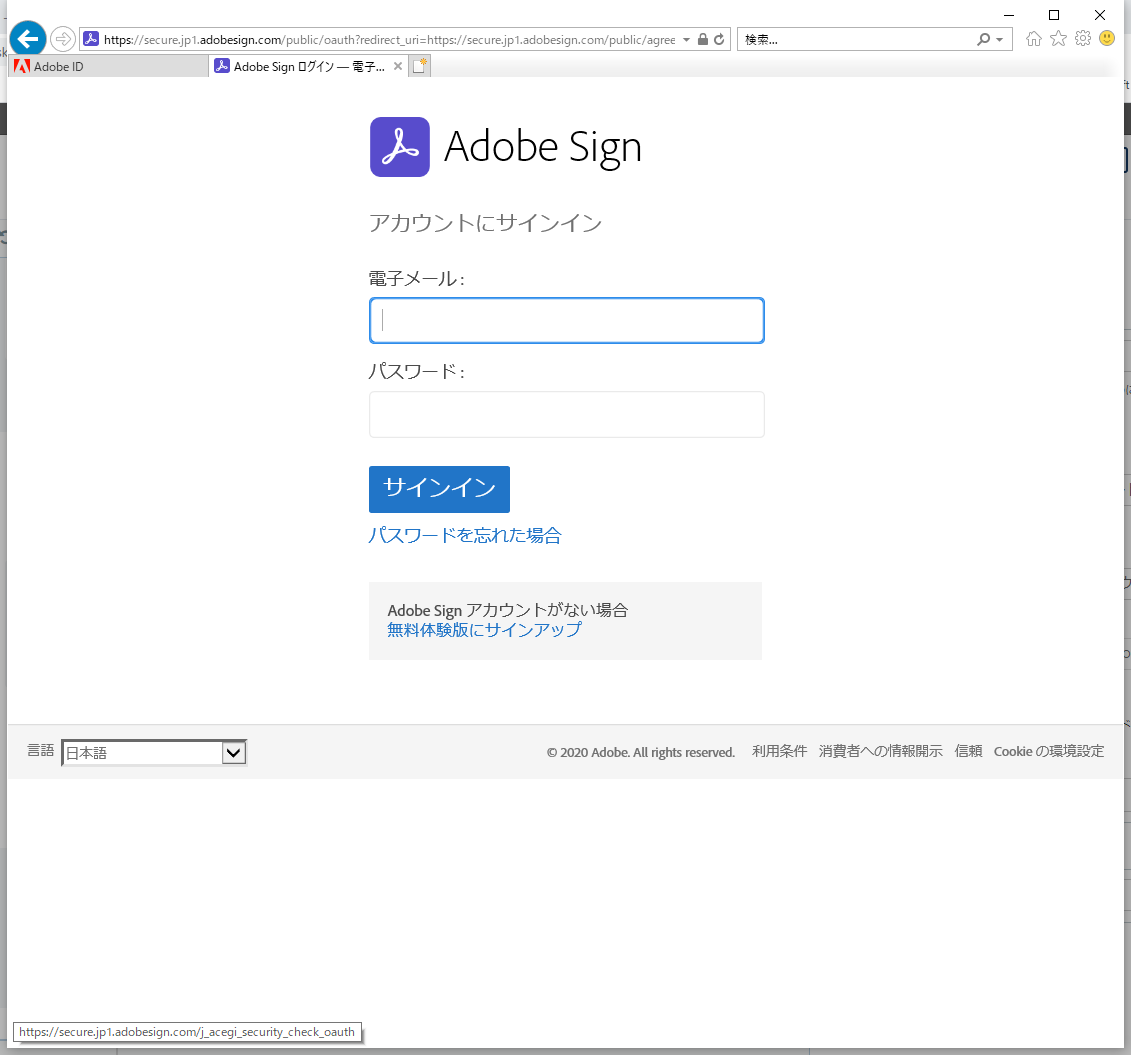 https://secure.jp1.adobesign.com/public/oauth?redirect_uri=https://secure.jp1.adobesign.com/public/agree
検索...
Adobe ID
Adobe Sign ログイン — 電子...
Adobe Sign
アカウントにサインイン
電子メール :
パスワード :
サインイン
パスワードを忘れた場合
Adobe Sign アカウントがない場合
無料体験版にサインアップ
言語 日本語
© 2020 Adobe. All rights reserved. 利用条件 消費者への情報開示 信頼 Cookie の環境設定
https://secure.jp1.adobesign.com/j_acegi_security_check_oauth